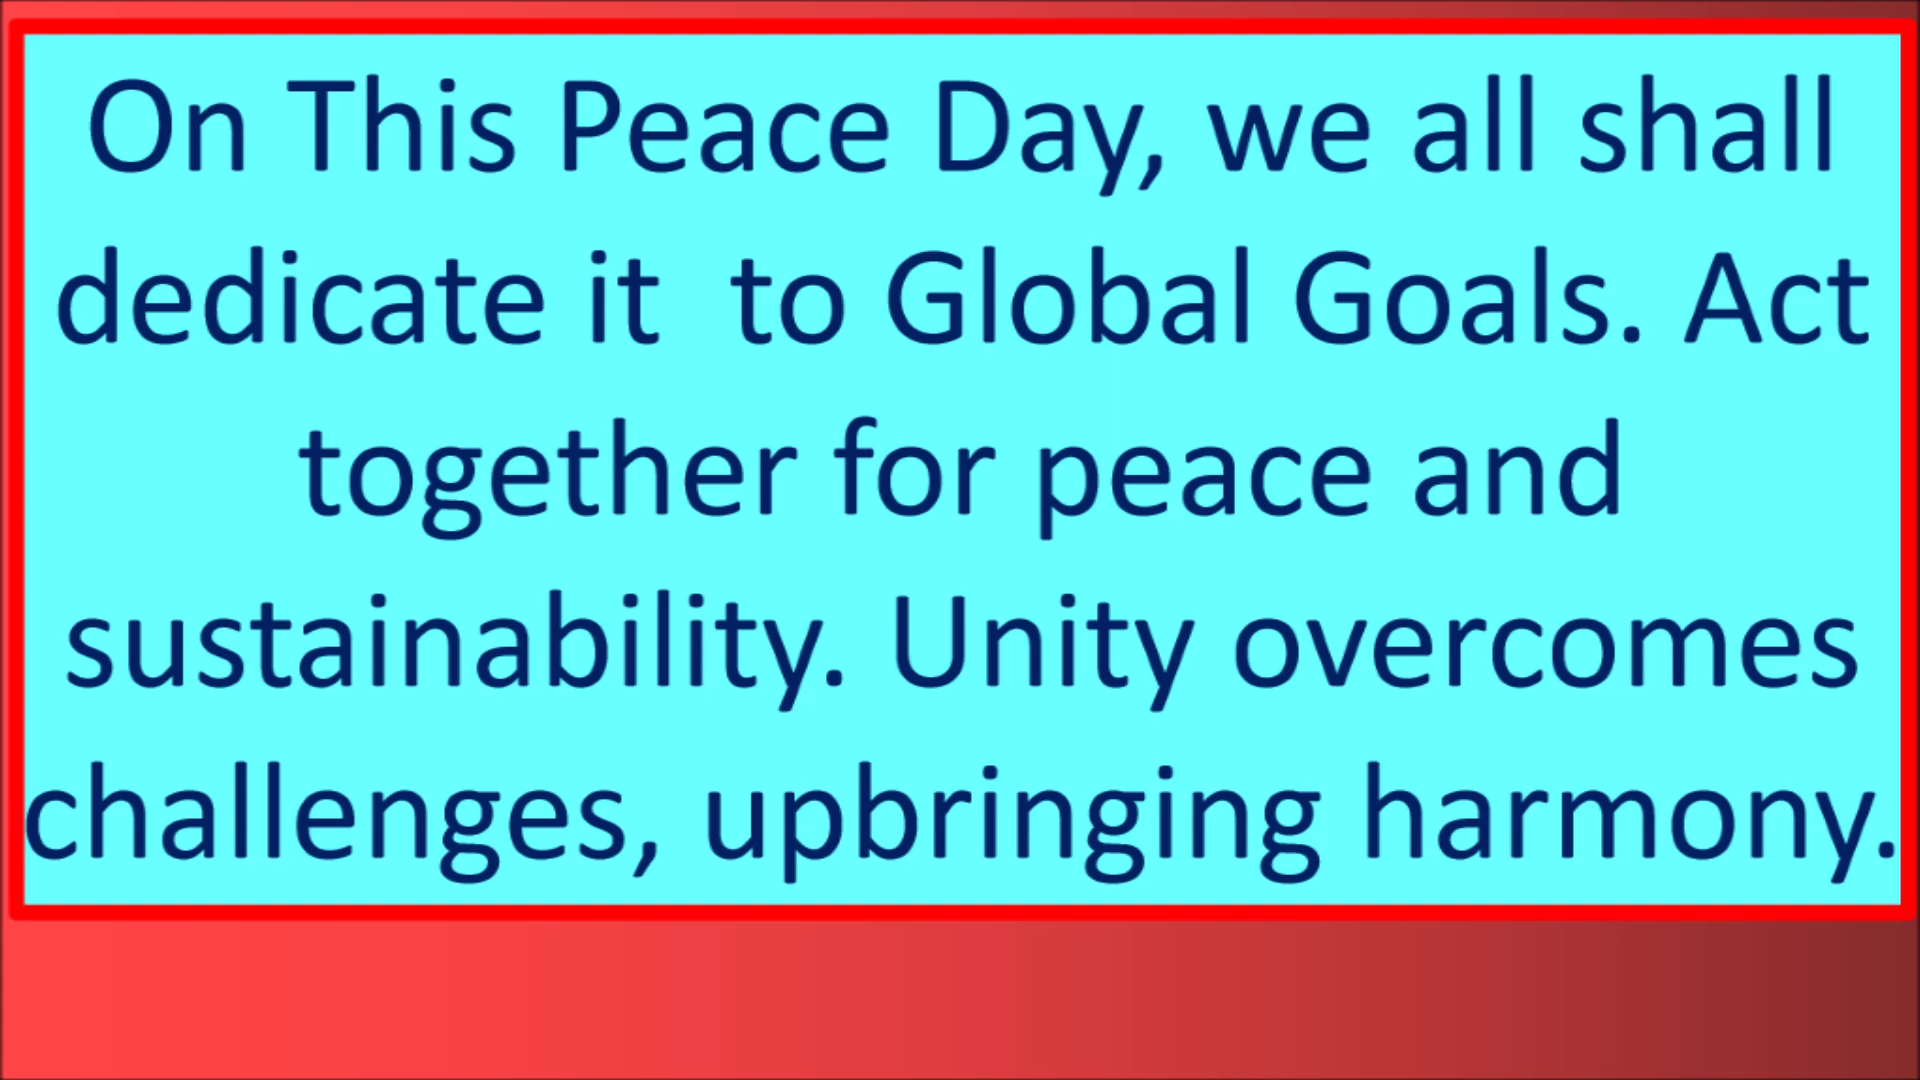 On This Peace Day, we all shall
dedicate it  to Global Goals. Act
together for peace and
sustainability. Unity overcomes
challenges, upbringing harmony.